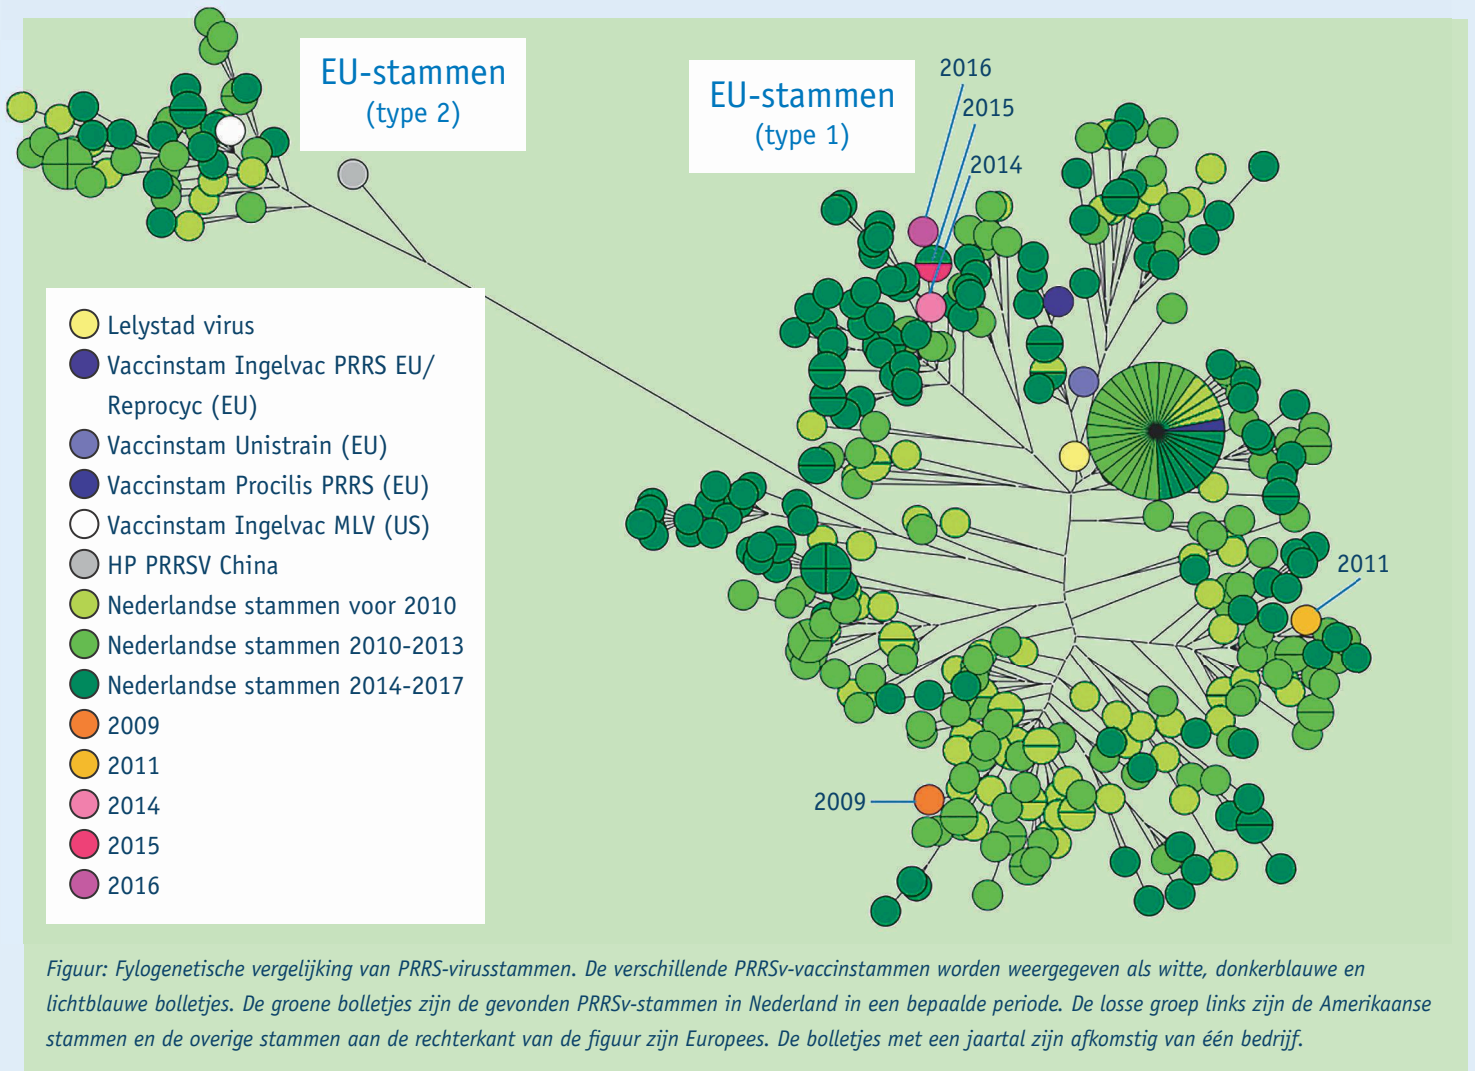 EU-stammen
(type 2)
EU-stammen
(type 1)
2016
2015
2014
Lelystad virus
Vaccinstam Ingelvac PRRS EU/
Reprocyc (EU)
Vaccinstam Unistrain (EU)
Vaccinstam Procilis PRRS (EU)
Vaccinstam Ingelvac MLV (US)
HP PRRSV China
Nederlandse stammen voor 2010
Nederlandse stammen 2010-2013
Nederlandse stammen 2014-2017
2009
2011
2014
2015
2016
2011
2009
Figuur: Fylogenetische vergelijking van PRRS-virusstammen. De verschillende PRRSv-vaccinstammen worden weergegeven als witte, donkerblauwe en
lichtblauwe bolletjes. De groene bolletjes zijn de gevonden PRRSv-stammen in Nederland in een bepaalde periode. De losse groep links zijn de Amerikaanse
stammen en de overige stammen aan de rechterkant van de figuur zijn Europees. De bolletjes met een jaartal zijn afkomstig van één bedrijf.